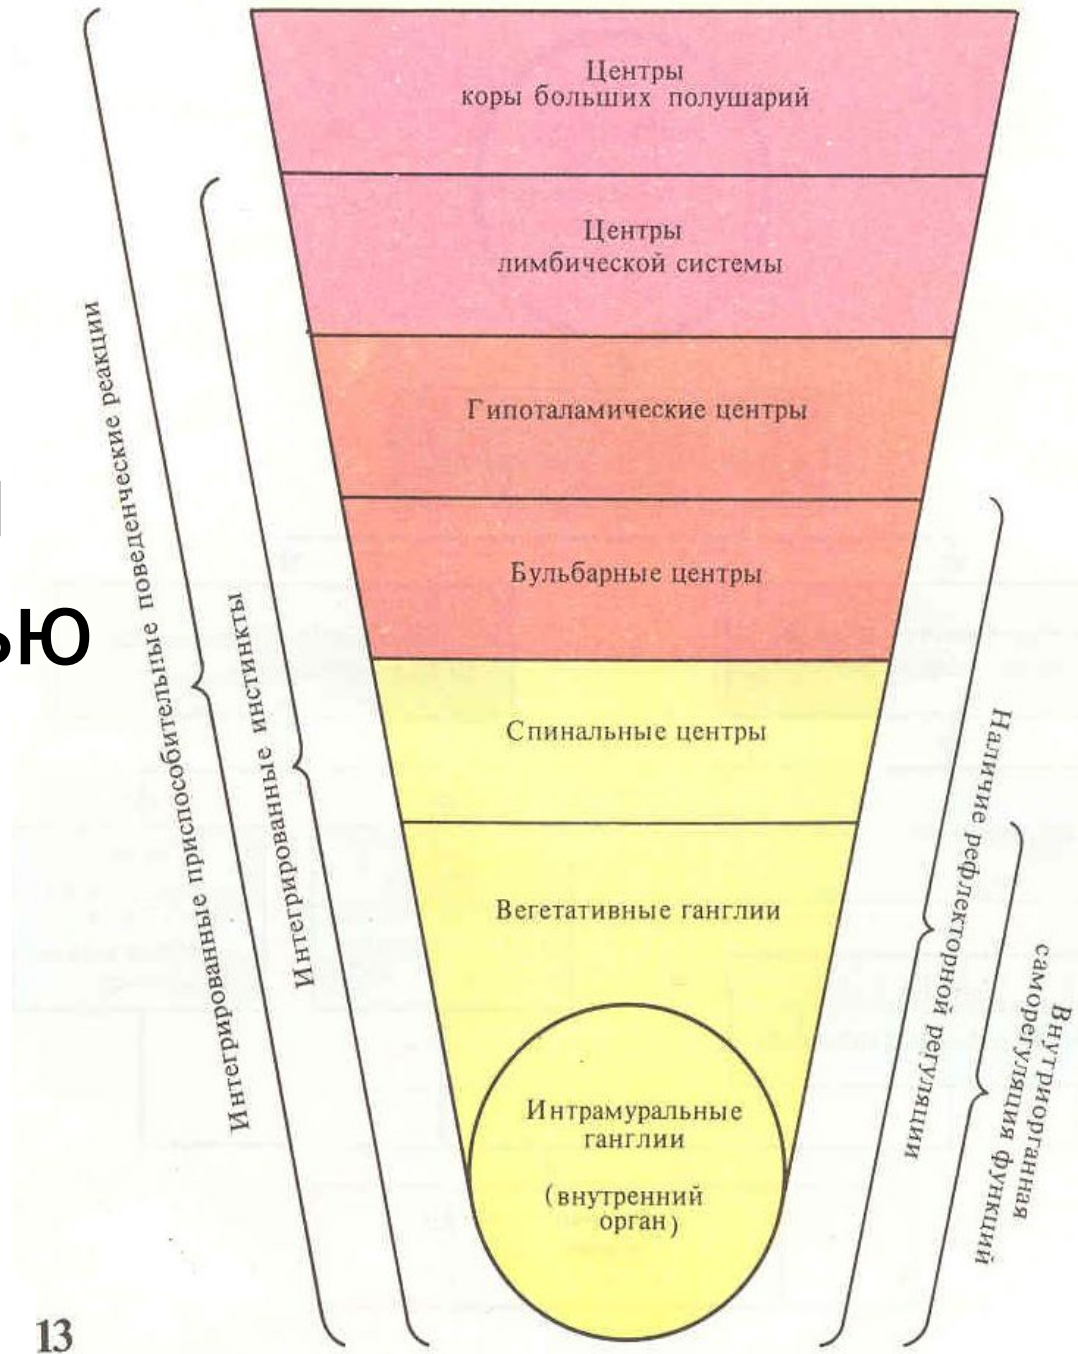 Центры
коры больших полушарий
Центры
лимбической системы
Гипоталамические центры
Бульбарные центры
Спинальные центры
Вегетативные ганглии
Интрамуральные
ганглии
(внутренний
орган)
Интегрированные приспособительные поведенческие реакции
Интегрированные инстинкты
Наличие рефлекторной регуляции
Внутриорганная
саморегуляция функций
13